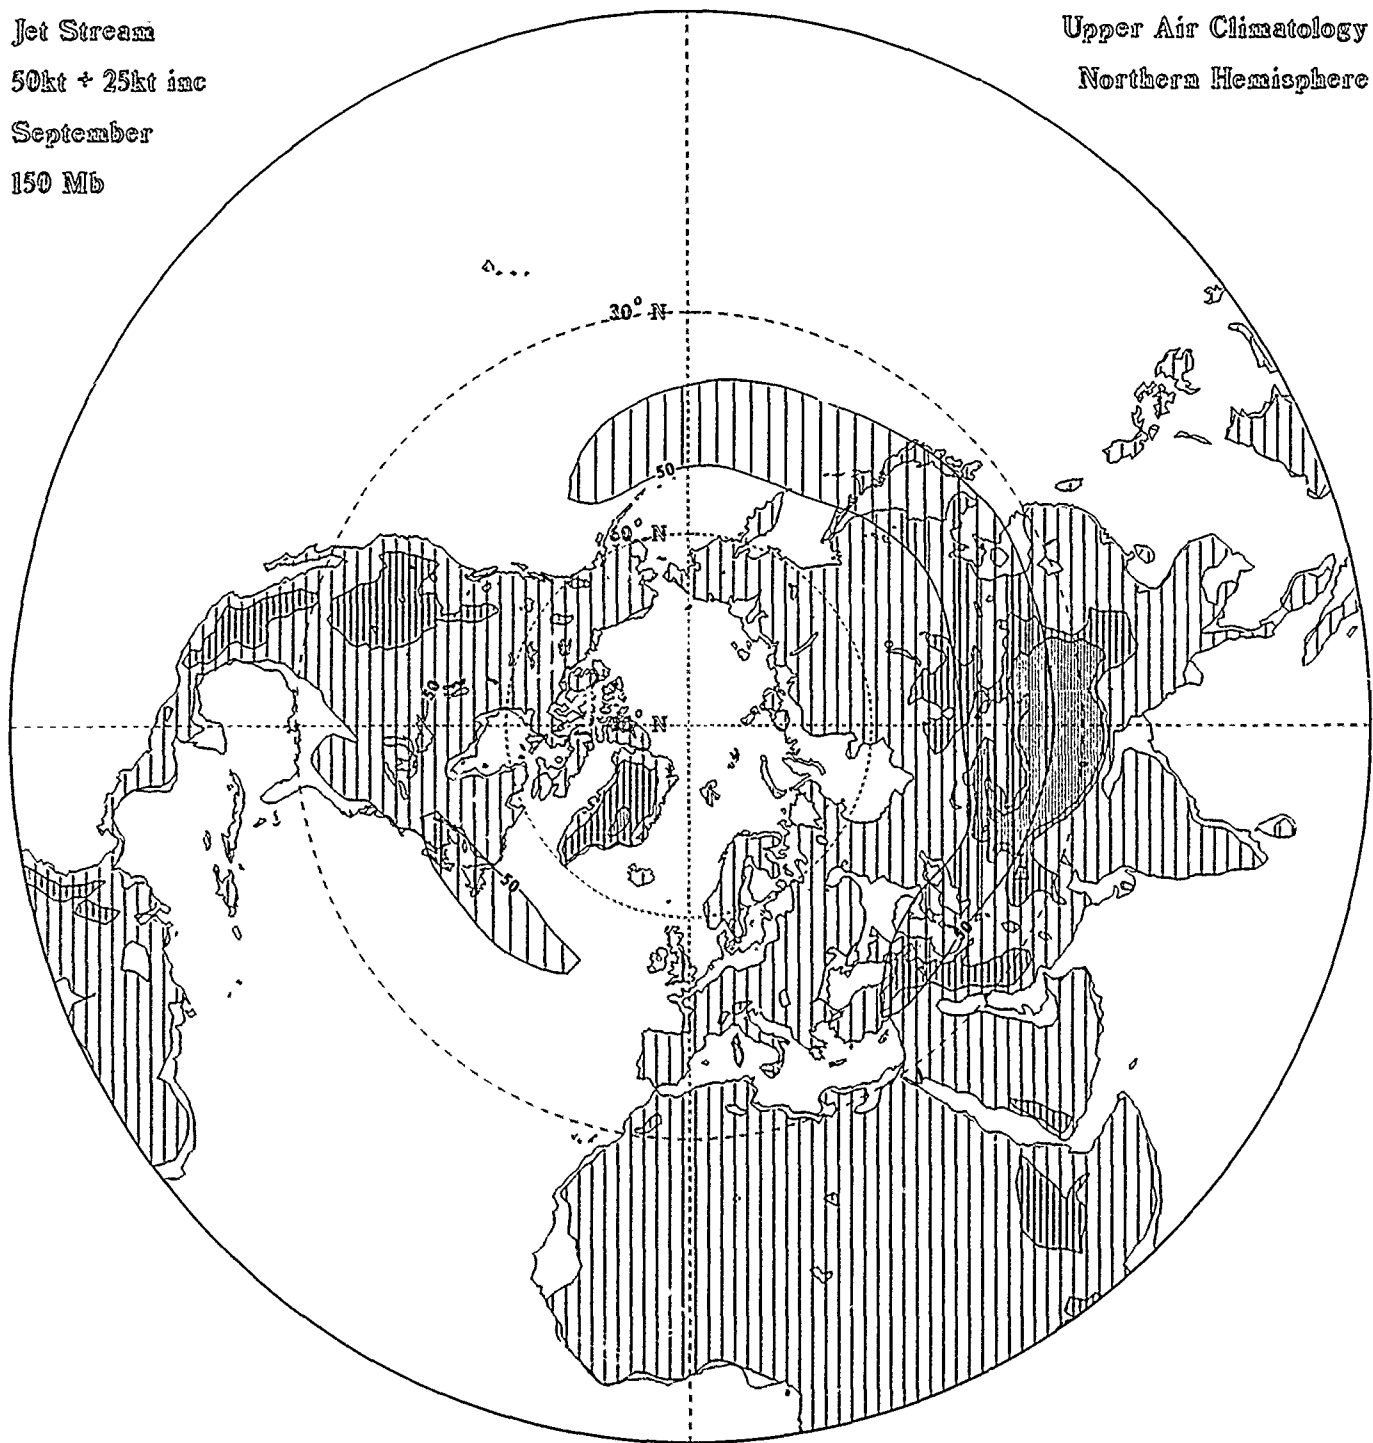 Jet Stream
50kt + 25kt inc
September
150 Mb
Upper Air Climatology
Northern Hemisphere
30° N
50
60° N
50
N
50
50